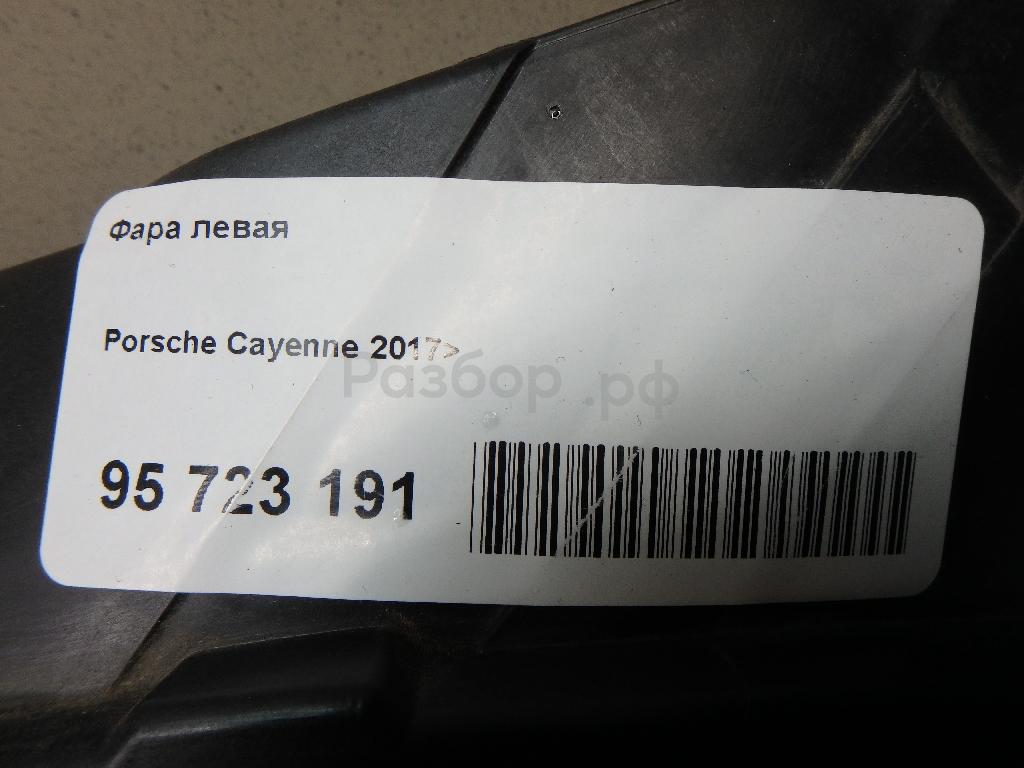 Фара левая
Porsche Cayenne 2017>
Разбор.рф
95 723 191